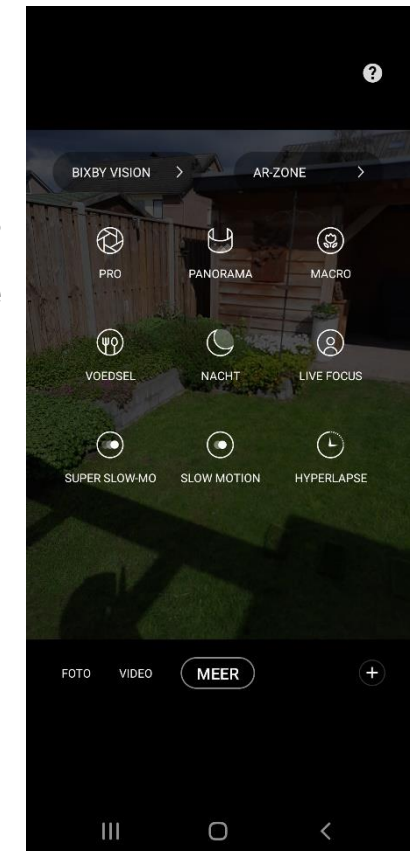 BIXBY VISION AR-ZONE
PRO PANORAMA MACRO
VOEDSEL NACHT LIVE FOCUS
SUPER SLOW-MO SLOW MOTION HYPERLAPSE
FOTO VIDEO MEER